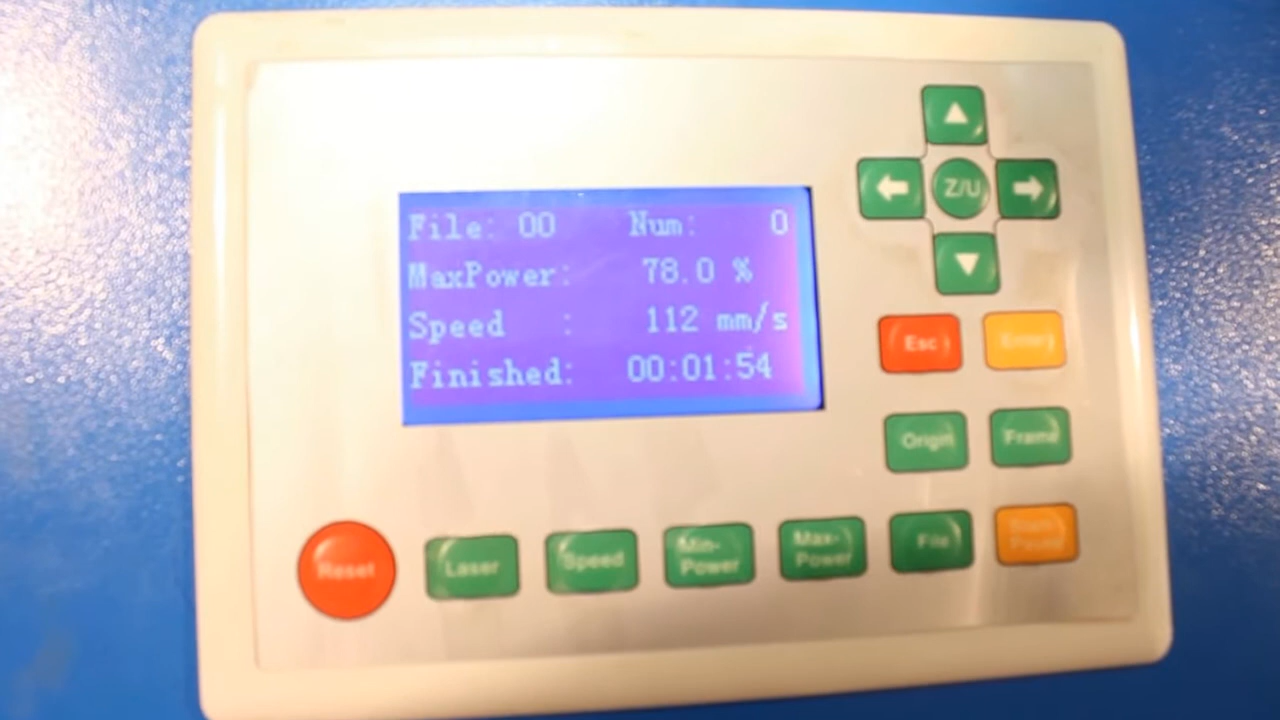 File: 00 Num: 0
MaxPower: 78.0 %
Speed : 112 mm/s
Finished: 00:01:54
Z/U
Esc
Enter
Origin
Frame
Reset
Laser
Speed
Min-
Power
Max-
Power
File
Start-
Pause